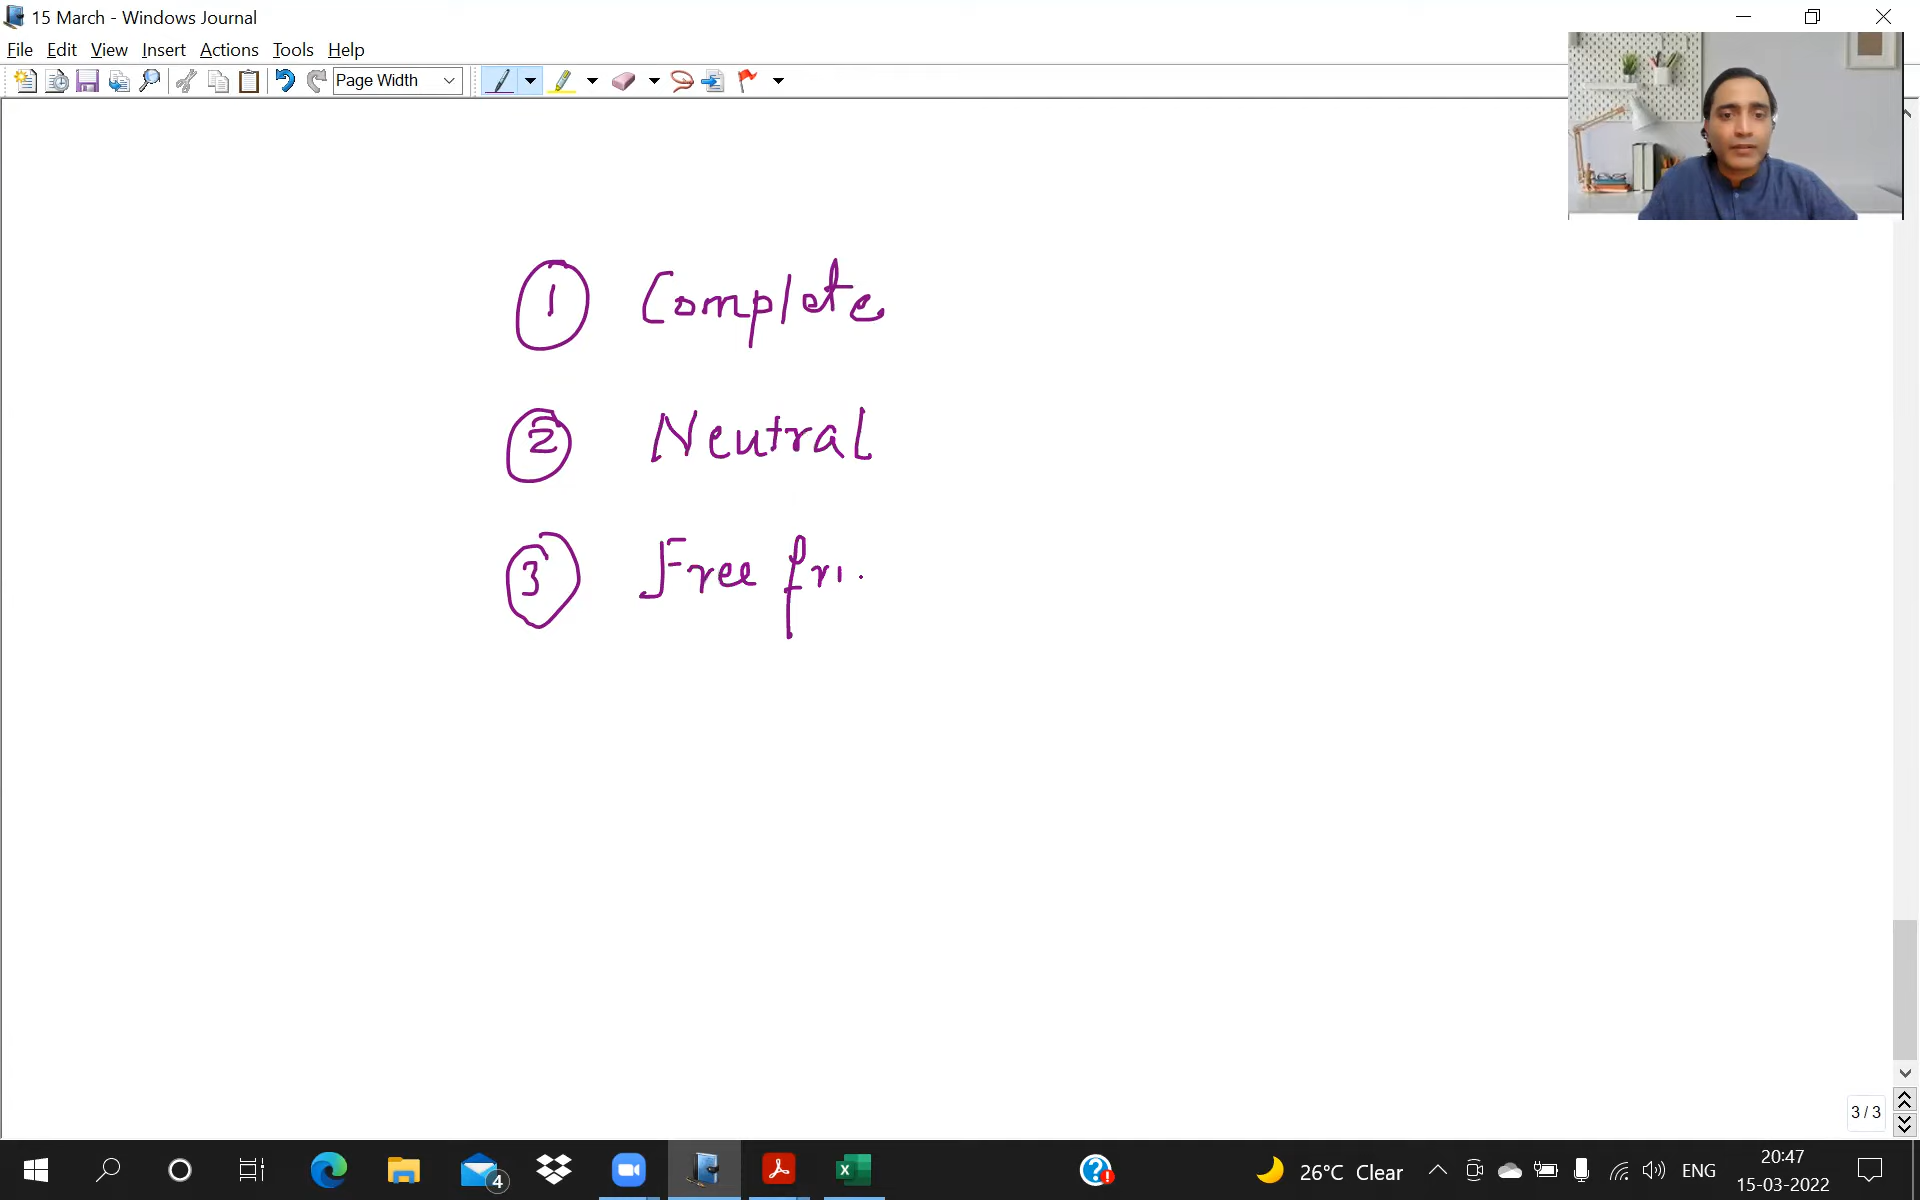 15 March - Windows Journal
File Edit View Insert Actions Tools Help
Page Width
1 Complete
2 Neutral
3 Free fri.
3 / 3
4
26°C Clear
ENG
20:47
15-03-2022